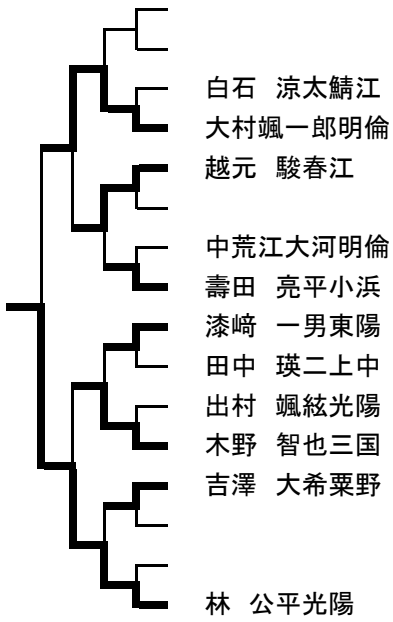 白石 涼太鯖江
大村颯一郎明倫
越元 駿春江
中荒江大河明倫
壽田 亮平小浜
漆﨑 一男東陽
田中 瑛二上中
出村 颯絃光陽
木野 智也三国
吉澤 大希粟野
林 公平光陽